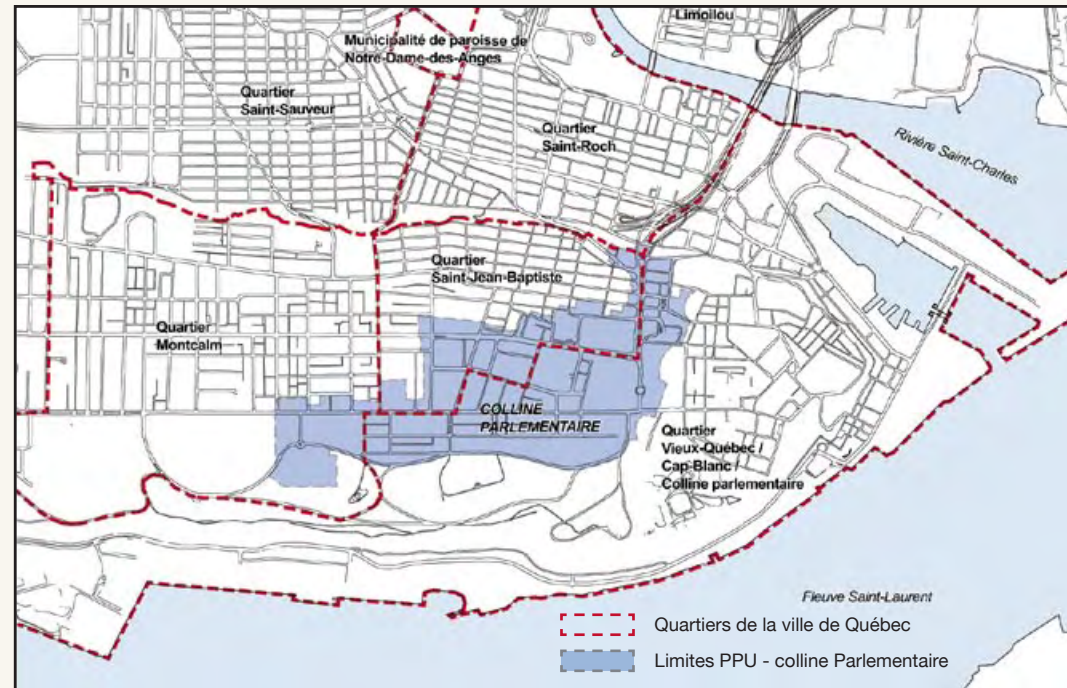 Limoilou
Municipalité de paroisse de
Notre-Dame-des-Anges
Quartier
Saint-Sauveur
Quartier
Saint-Roch
Rivière Saint-Charles
Quartier
Saint-Jean-Baptiste
Quartier
Montcalm
COLLINE
PARLEMENTAIRE
Quartier
Vieux-Québec /
Cap-Blanc /
Colline parlementaire
Fleuve Saint-Laurent
Quartiers de la ville de Québec
Limites PPU - colline Parlementaire